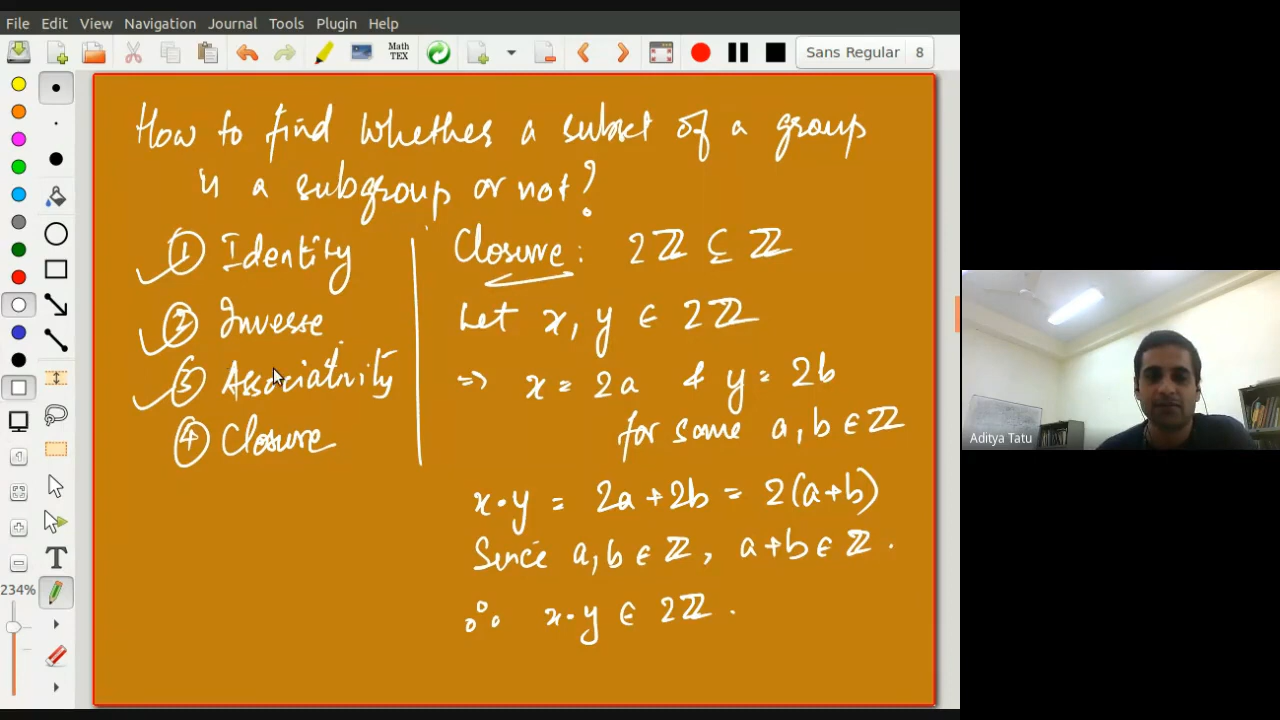 File Edit View Navigation Journal Tools Plugin Help
Math TEX Sans Regular 8
How to find whether a subset of a group
is a subgroup or not?
① Identity
② Inverse
③ Associativity
④ Closure
Closure: 2ℤ ⊆ ℤ
Let x, y ∈ 2ℤ
⇒ x = 2a & y = 2b
for some a, b ∈ ℤ
x·y = 2a + 2b = 2(a+b)
Since a, b ∈ ℤ, a+b ∈ ℤ.
∴ x·y ∈ 2ℤ.
234%
Aditya Tatu